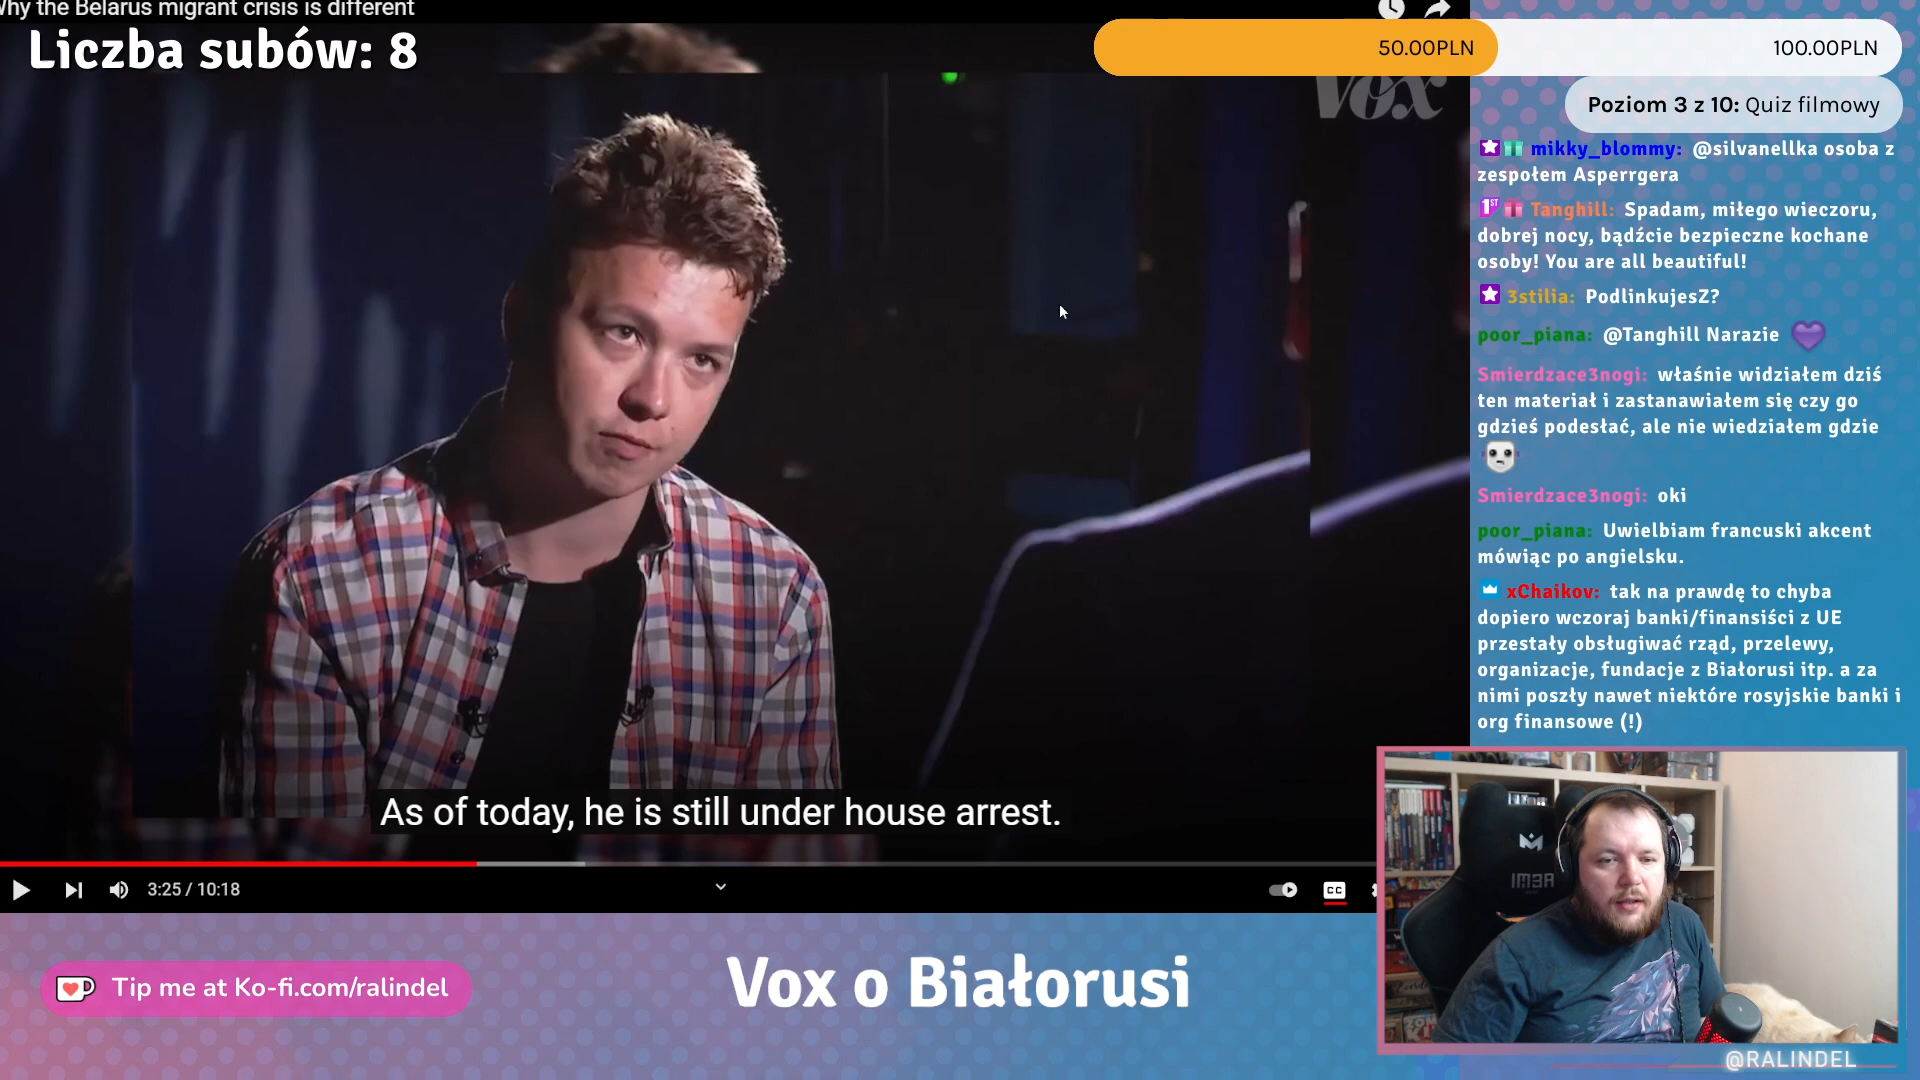 Why the Belarus migrant crisis is different
Liczba subów: 8
50.00PLN
100.00PLN
Poziom 3 z 10: Quiz filmowy
Vox
mikky_blommy: @silvanellka osoba z
zespołem Asperrgera
1ST Tanghill: Spadam, miłego wieczoru,
dobrej nocy, bądźcie bezpieczne kochane
osoby! You are all beautiful!
3stilia: PodlinkujesZ?
poor_piana: @Tanghill Narazie
Smierdzace3nogi: właśnie widziałem dziś
ten materiał i zastanawiałem się czy go
gdzieś podesłać, ale nie wiedziałem gdzie
Smierdzace3nogi: oki
poor_piana: Uwielbiam francuski akcent
mówiąc po angielsku.
xChaikov: tak na prawdę to chyba
dopiero wczoraj banki/finansiści z UE
przestały obsługiwać rząd, przelewy,
organizacje, fundacje z Białorusi itp. a za
nimi poszły nawet niektóre rosyjskie banki i
org finansowe (!)
As of today, he is still under house arrest.
3:25 / 10:18
CC
Tip me at Ko-fi.com/ralindel
Vox o Białorusi
@RALINDEL